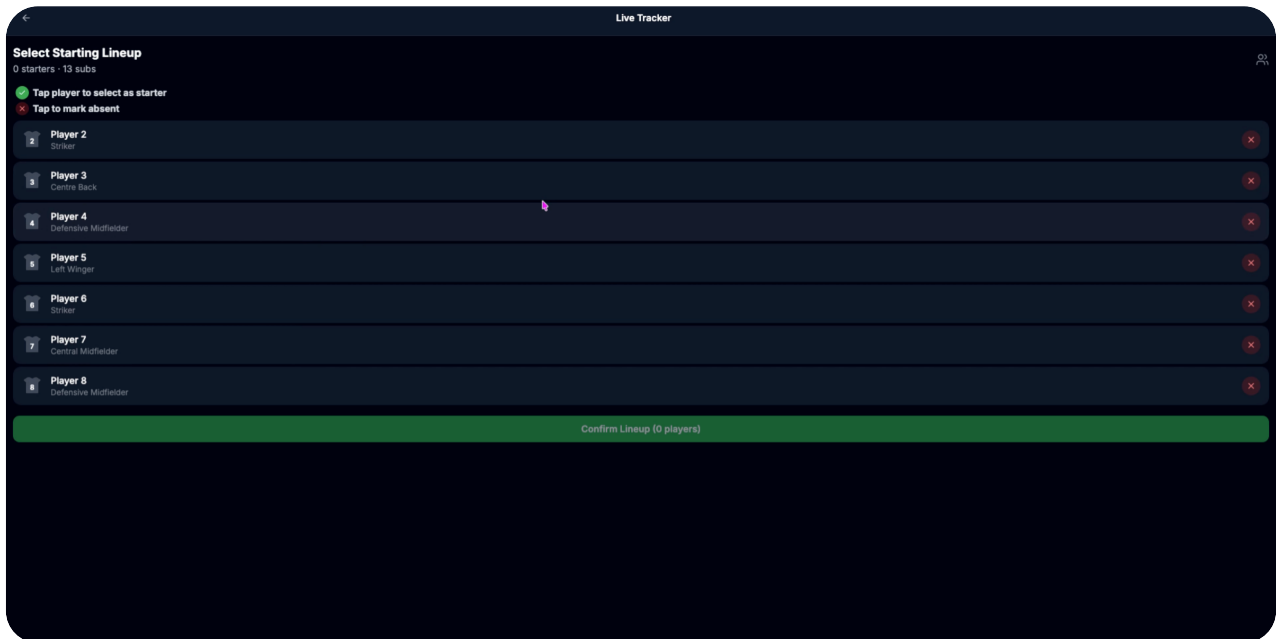 Live Tracker
Select Starting Lineup
0 starters · 13 subs
Tap player to select as starter
Tap to mark absent
2
Player 2
Striker
3
Player 3
Centre Back
4
Player 4
Defensive Midfielder
5
Player 5
Left Winger
6
Player 6
Striker
7
Player 7
Central Midfielder
8
Player 8
Defensive Midfielder
Confirm Lineup (0 players)